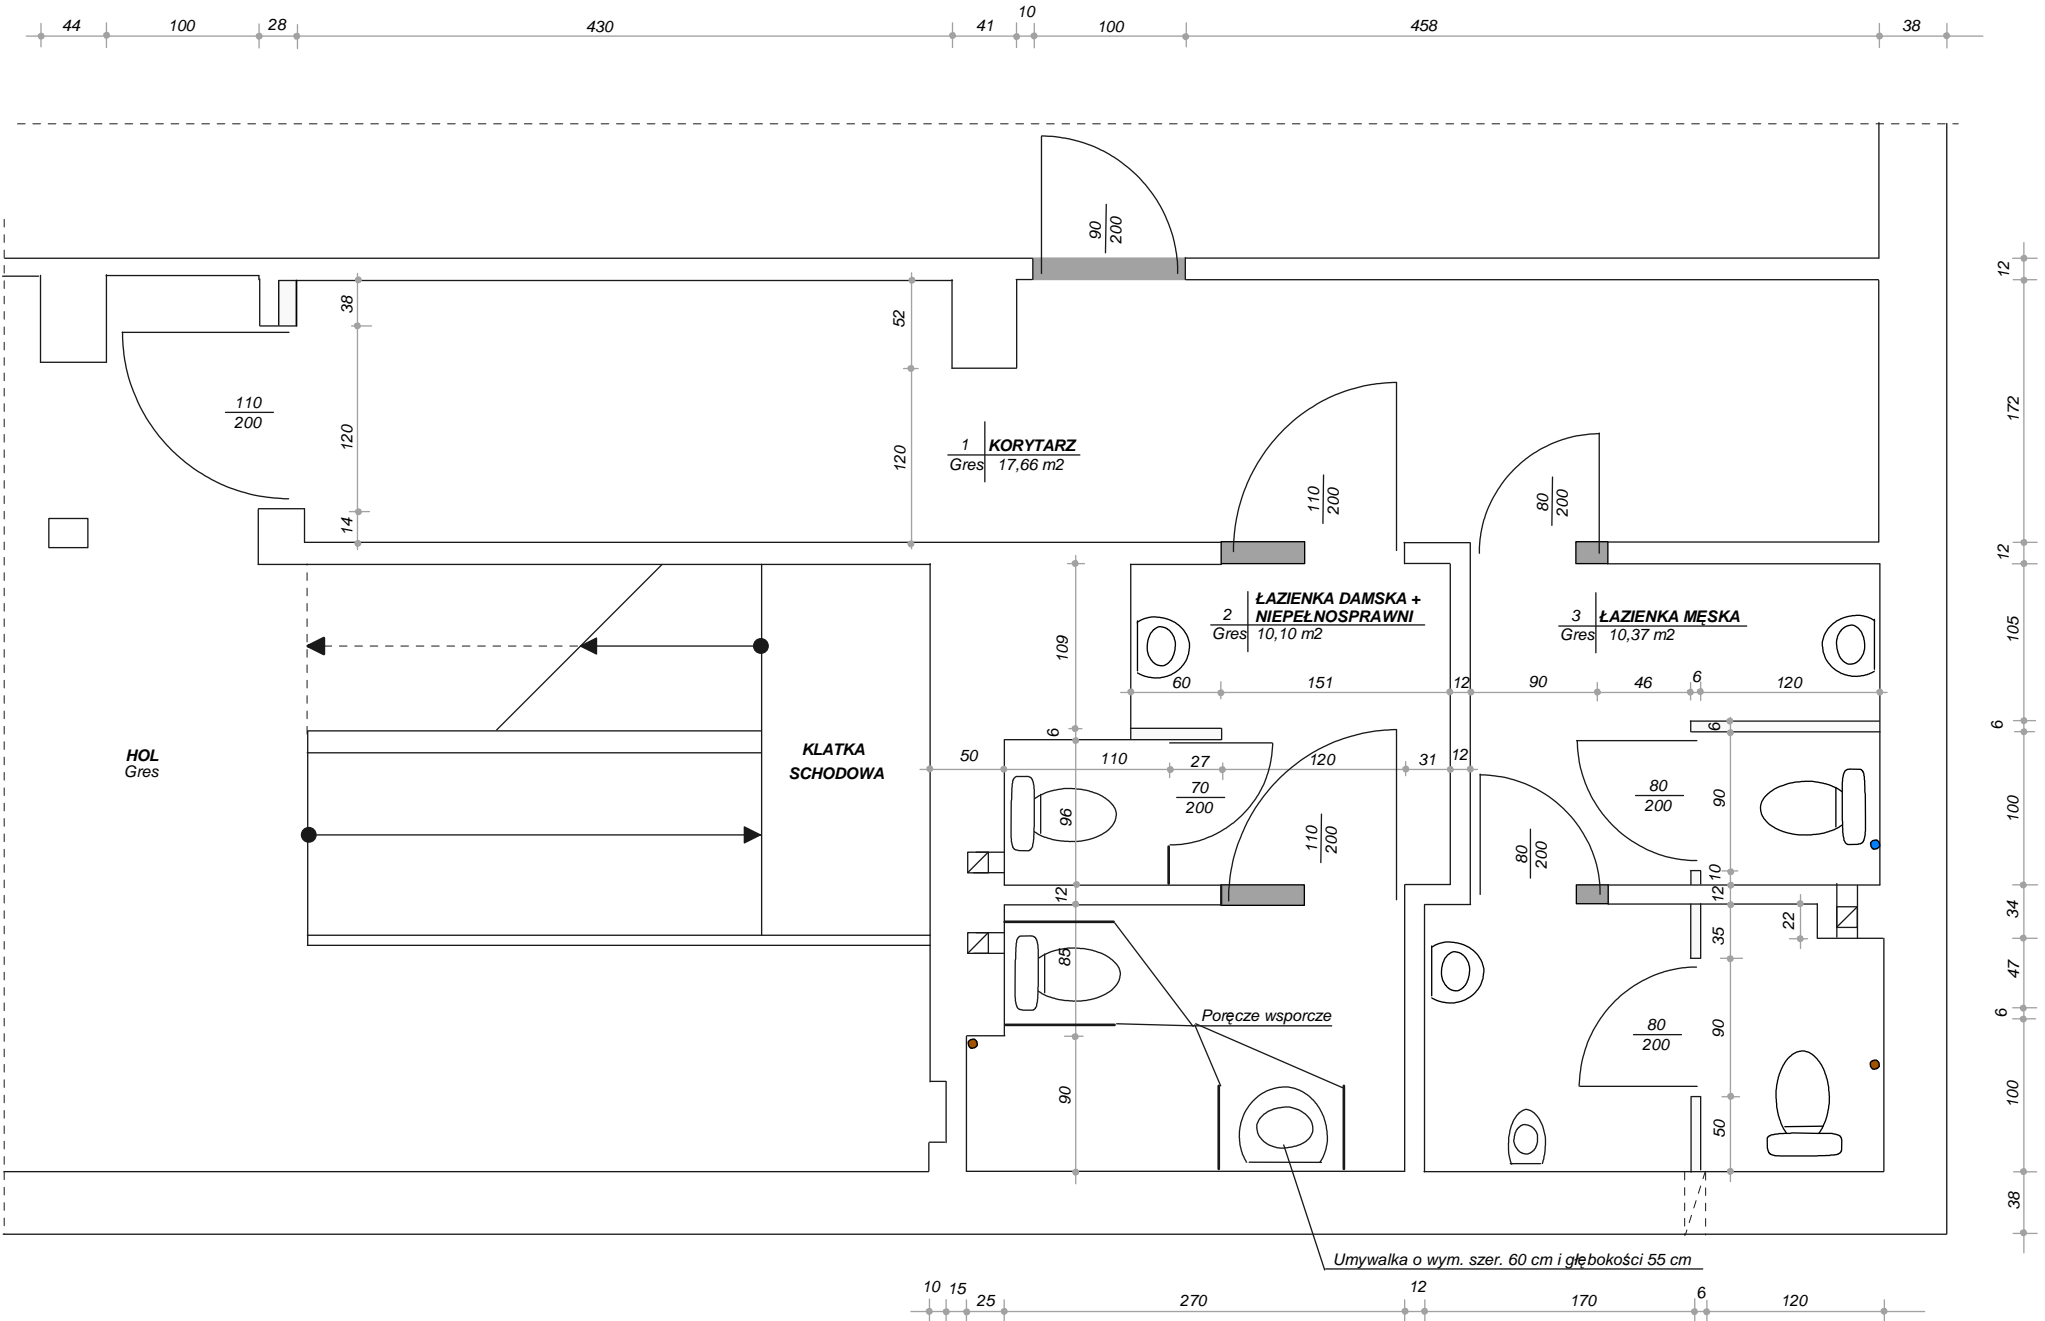 44 100 28 430 41 10 100 458 38
90
200
12
38
52
172
110
200
120
120
1 KORYTARZ
Gres 17,66 m2
110
200
80
200
14
12
2 ŁAZIENKA DAMSKA +
NIEPEŁNOSPRAWNI
Gres 10,10 m2
3 ŁAZIENKA MĘSKA
Gres 10,37 m2
109
105
60 151 12 90 46 6 120
6
6
6
HOL
Gres
KLATKA
SCHODOWA
50 110 27 120 31 12
70
200
80
200
96
90
100
110
200
80
200
10
12
12
34
22
35
85
47
6
Poręcze wsporcze
80
200
90
90
100
50
38
Umywalka o wym. szer. 60 cm i głębokości 55 cm
10 15 25 270 12 170 6 120